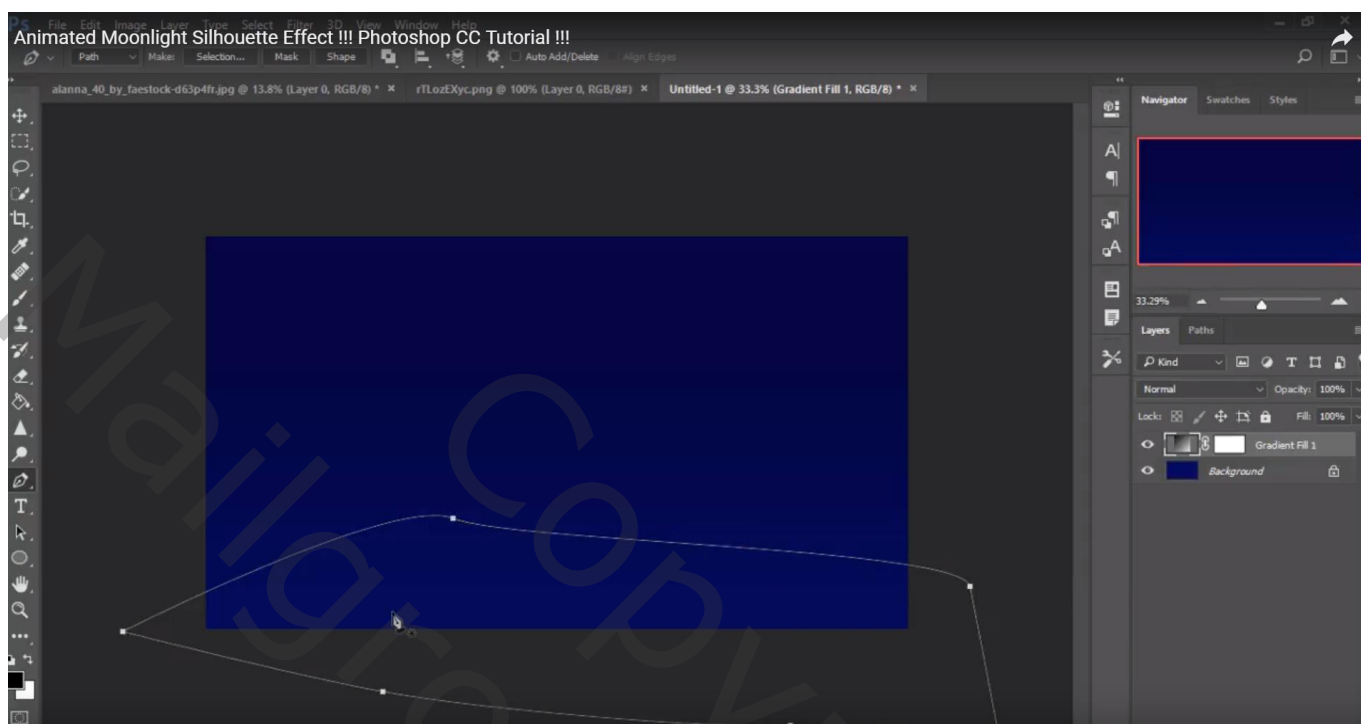 Ps File Edit Image Layer Type Select Filter 3D View Window Help
Animated Moonlight Silhouette Effect !!! Photoshop CC Tutorial !!!
Path Make: Selection... Mask Shape Auto Add/Delete Align Edges
alanna_40_by_faestock-d63p4fr.jpg @ 13.8% (Layer 0, RGB/8) * × rTLozEXyc.png @ 100% (Layer 0, RGB/8#) × Untitled-1 @ 33.3% (Gradient Fill 1, RGB/8) * ×
Navigator Swatches Styles
33.29%
Layers Paths
Kind
Normal Opacity: 100%
Lock: Fill: 100%
Gradient Fill 1
Background
Copy
Mailgro